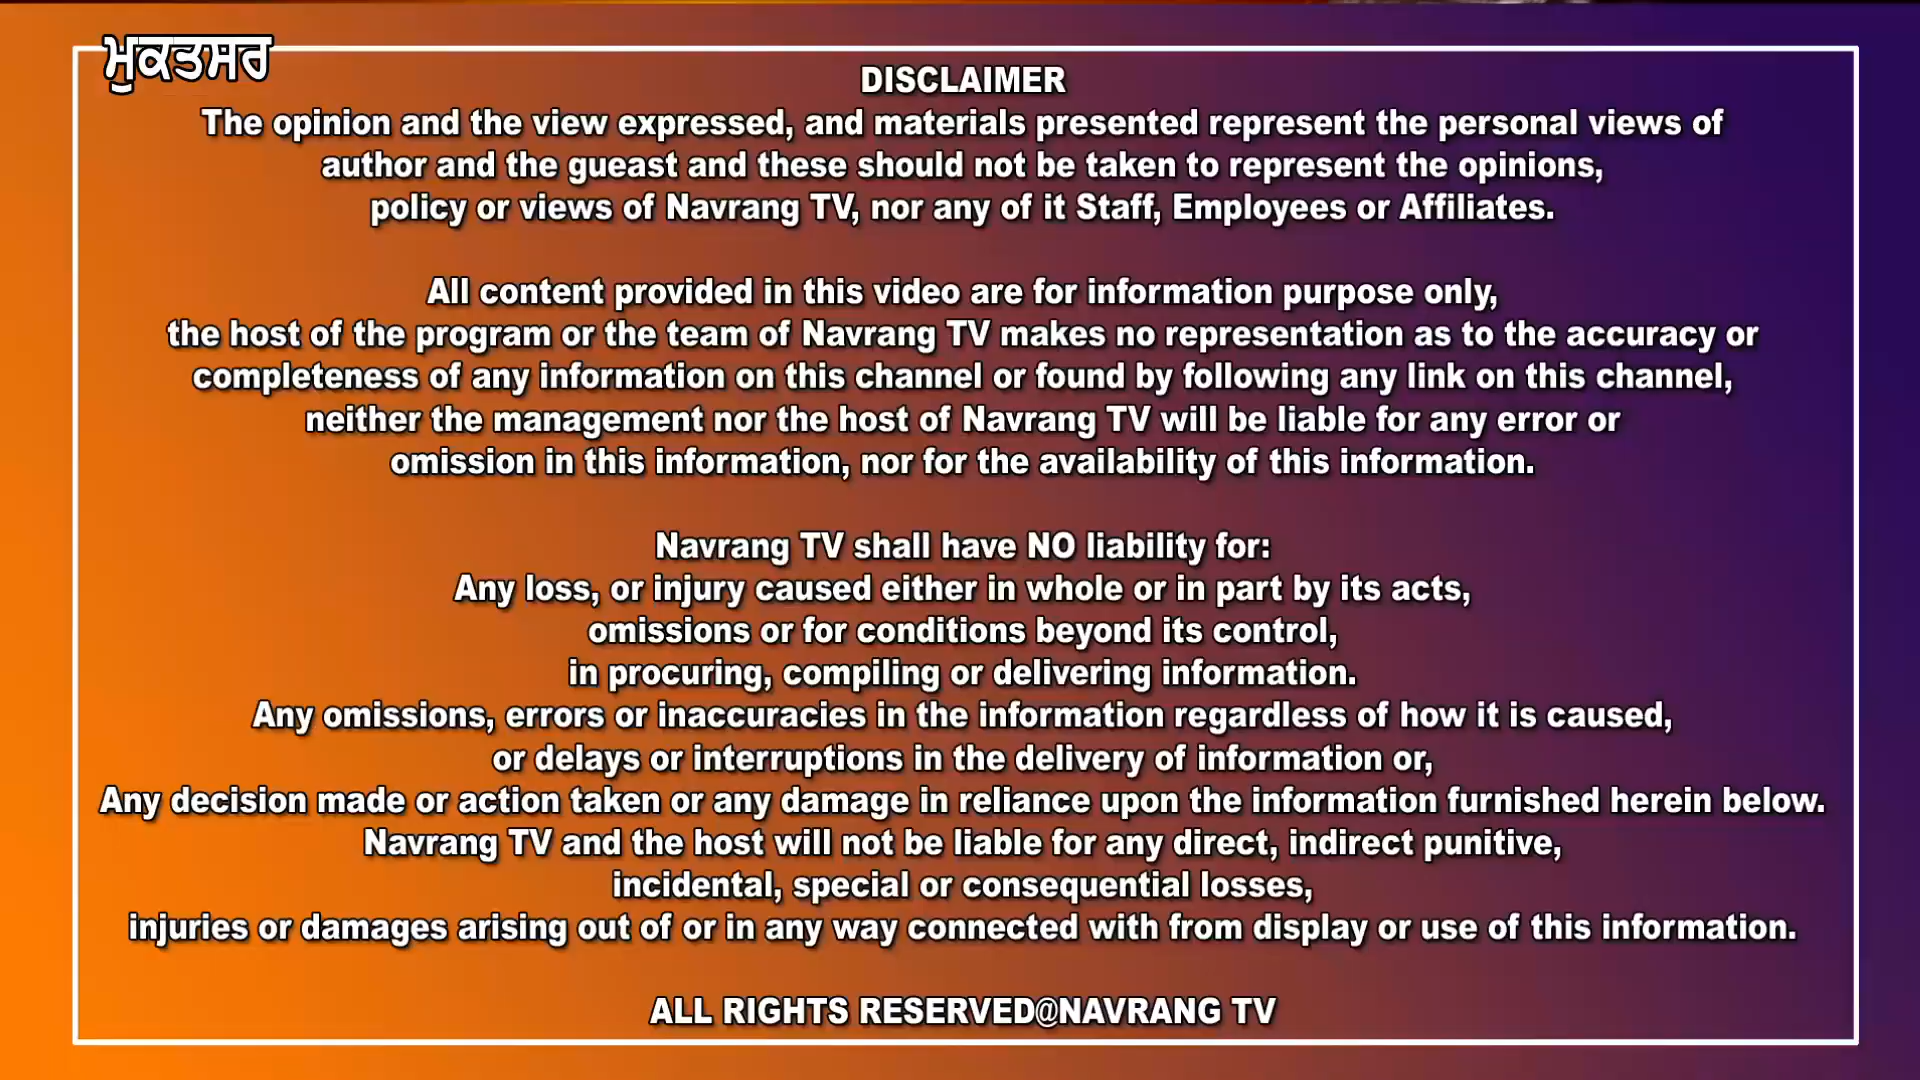 ਮੁਕਤਸਰ
DISCLAIMER
The opinion and the view expressed, and materials presented represent the personal views of
author and the gueast and these should not be taken to represent the opinions,
policy or views of Navrang TV, nor any of it Staff, Employees or Affiliates.
All content provided in this video are for information purpose only,
the host of the program or the team of Navrang TV makes no representation as to the accuracy or
completeness of any information on this channel or found by following any link on this channel,
neither the management nor the host of Navrang TV will be liable for any error or
omission in this information, nor for the availability of this information.
Navrang TV shall have NO liability for:
Any loss, or injury caused either in whole or in part by its acts,
omissions or for conditions beyond its control,
in procuring, compiling or delivering information.
Any omissions, errors or inaccuracies in the information regardless of how it is caused,
or delays or interruptions in the delivery of information or,
Any decision made or action taken or any damage in reliance upon the information furnished herein below.
Navrang TV and the host will not be liable for any direct, indirect punitive,
incidental, special or consequential losses,
injuries or damages arising out of or in any way connected with from display or use of this information.
ALL RIGHTS RESERVED@NAVRANG TV